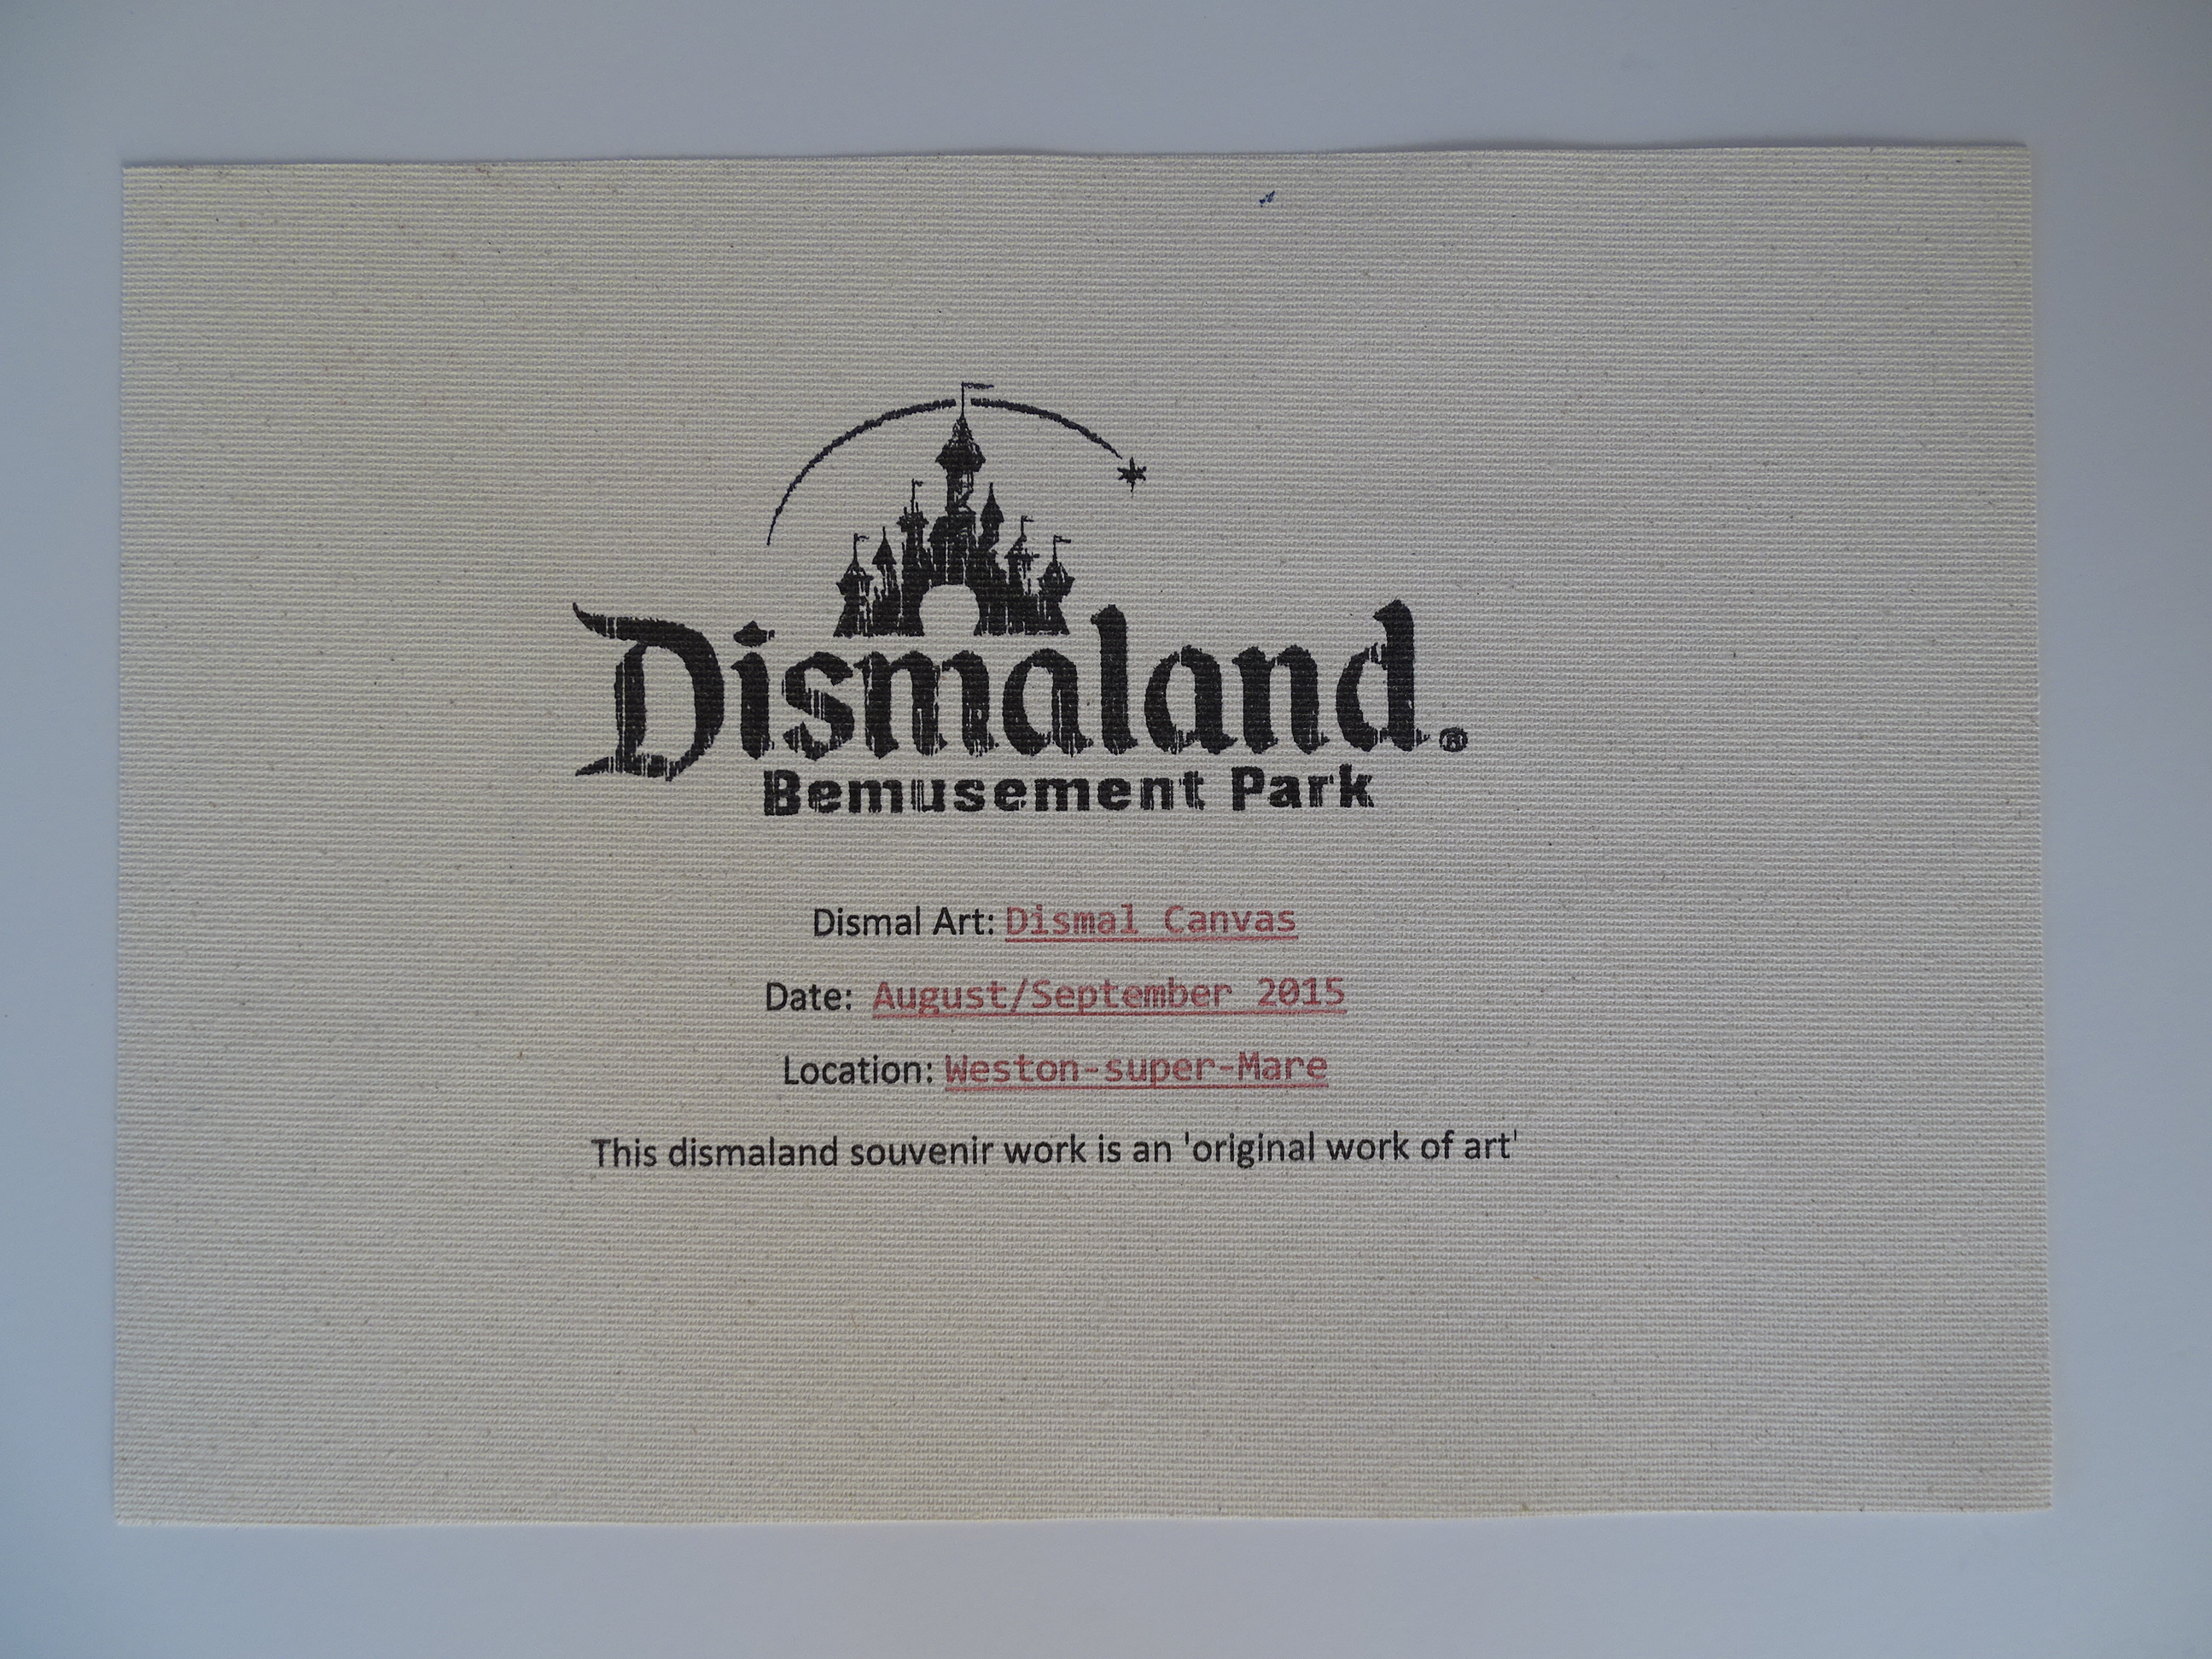 Dismaland®
Bemusement Park
Dismal Art: Dismal Canvas
Date: August/September 2015
Location: Weston-super-Mare
This dismaland souvenir work is an 'original work of art'